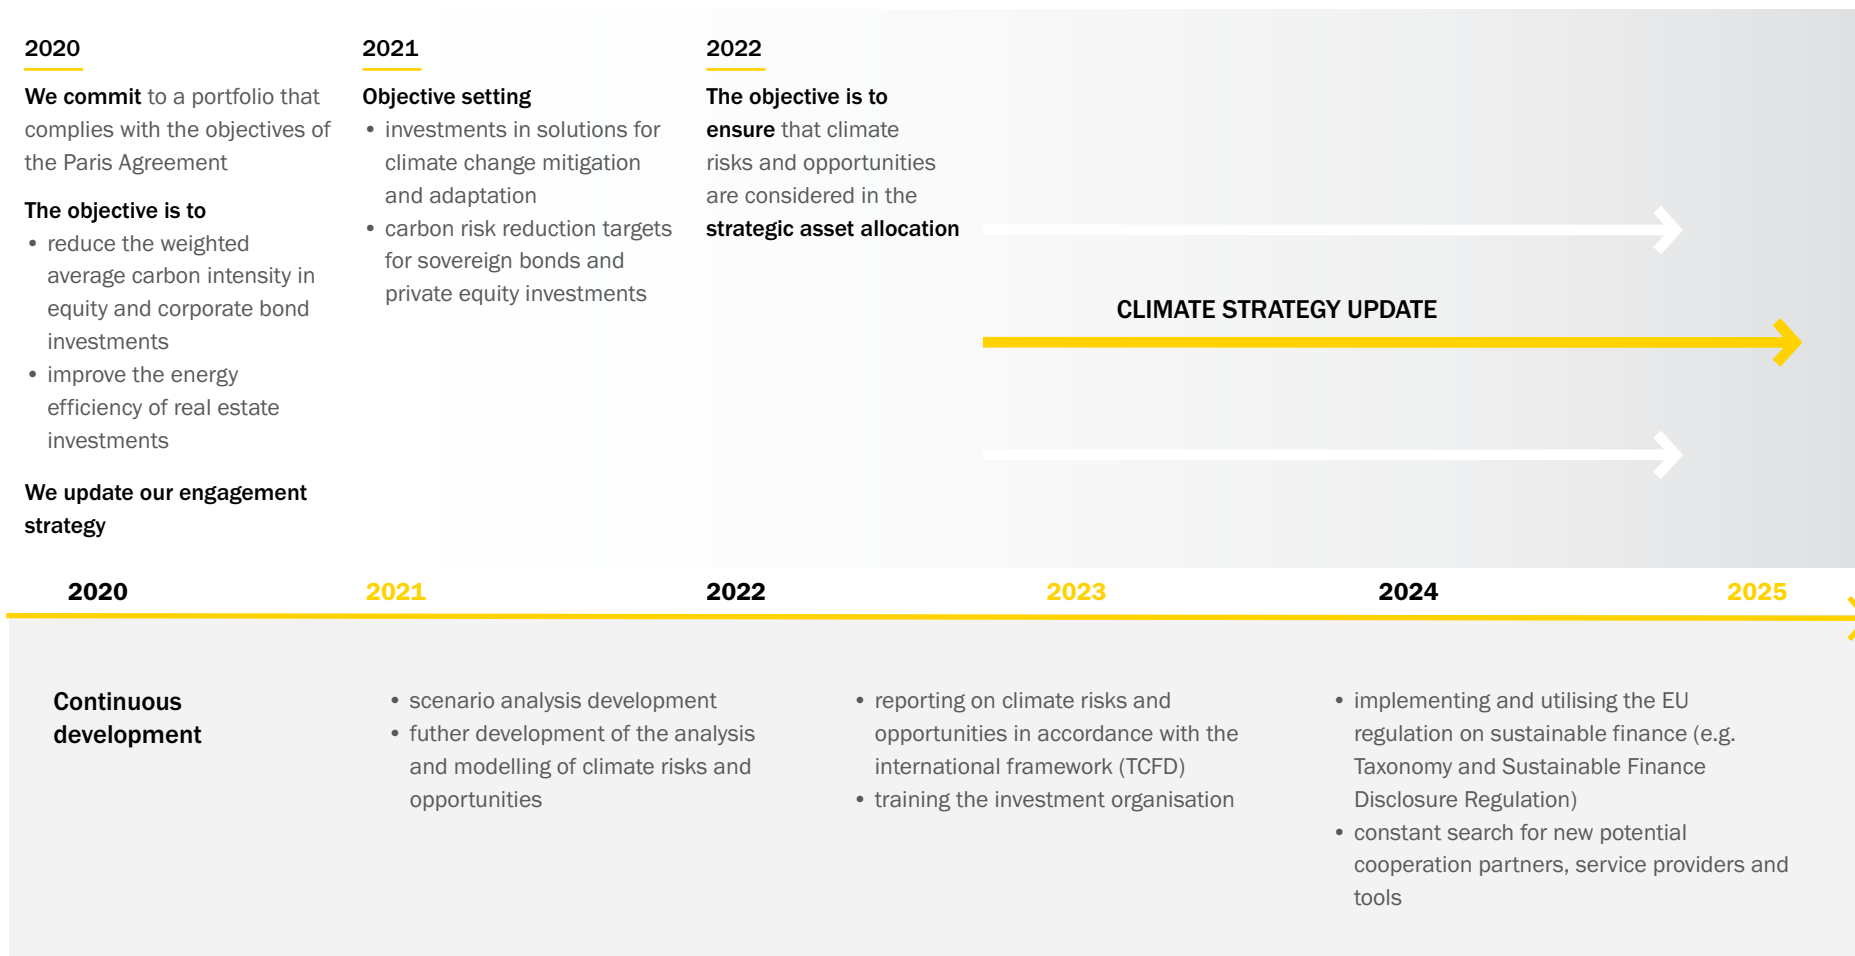 2020
We commit to a portfolio that
complies with the objectives of
the Paris Agreement
The objective is to
• reduce the weighted
average carbon intensity in
equity and corporate bond
investments
• improve the energy
efficiency of real estate
investments
We update our engagement
strategy
2021
Objective setting
• investments in solutions for
climate change mitigation
and adaptation
• carbon risk reduction targets
for sovereign bonds and
private equity investments
2022
The objective is to
ensure that climate
risks and opportunities
are considered in the
strategic asset allocation
CLIMATE STRATEGY UPDATE
2020
2021
2022
2023
2024
2025
Continuous
development
• scenario analysis development
• futher development of the analysis
and modelling of climate risks and
opportunities
• reporting on climate risks and
opportunities in accordance with the
international framework (TCFD)
• training the investment organisation
• implementing and utilising the EU
regulation on sustainable finance (e.g.
Taxonomy and Sustainable Finance
Disclosure Regulation)
• constant search for new potential
cooperation partners, service providers and
tools